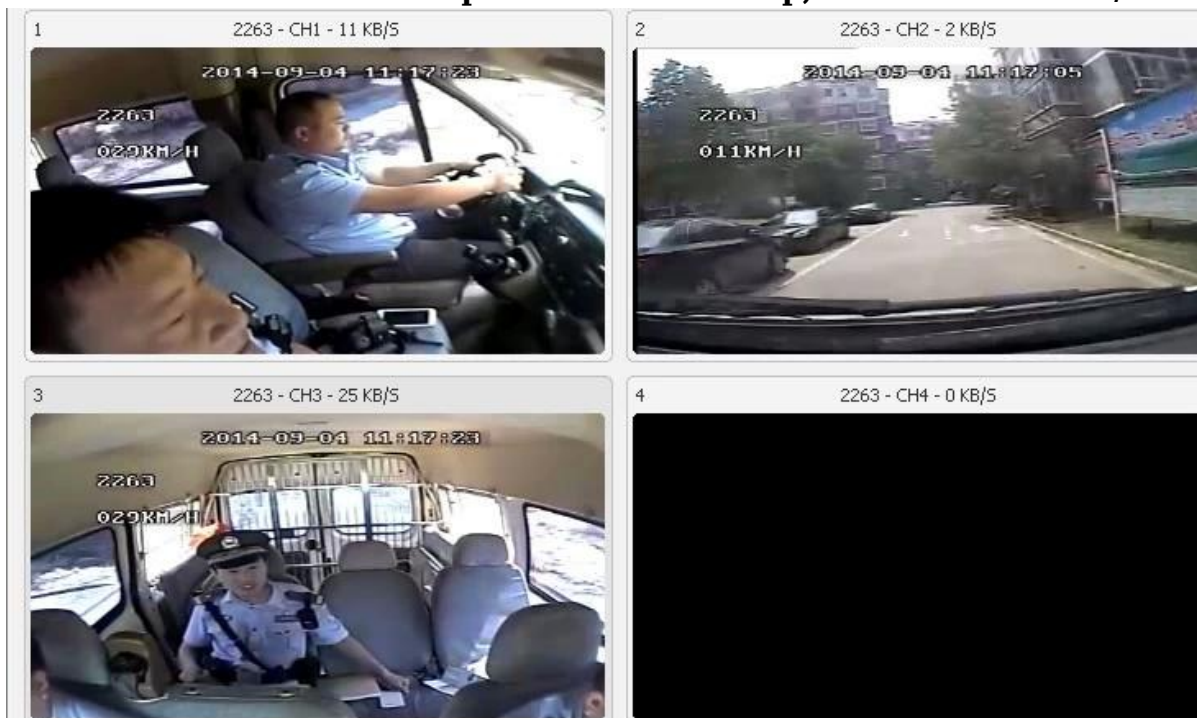 1 2263 - CH1 - 11 KB/S
2014-09-04 11:17:23
2263
029KM/H
2 2263 - CH2 - 2 KB/S
2014-09-04 11:17:05
2263
011KM/H
3 2263 - CH3 - 25 KB/S
2014-09-04 11:17:23
2263
029KM/H
4 2263 - CH4 - 0 KB/S